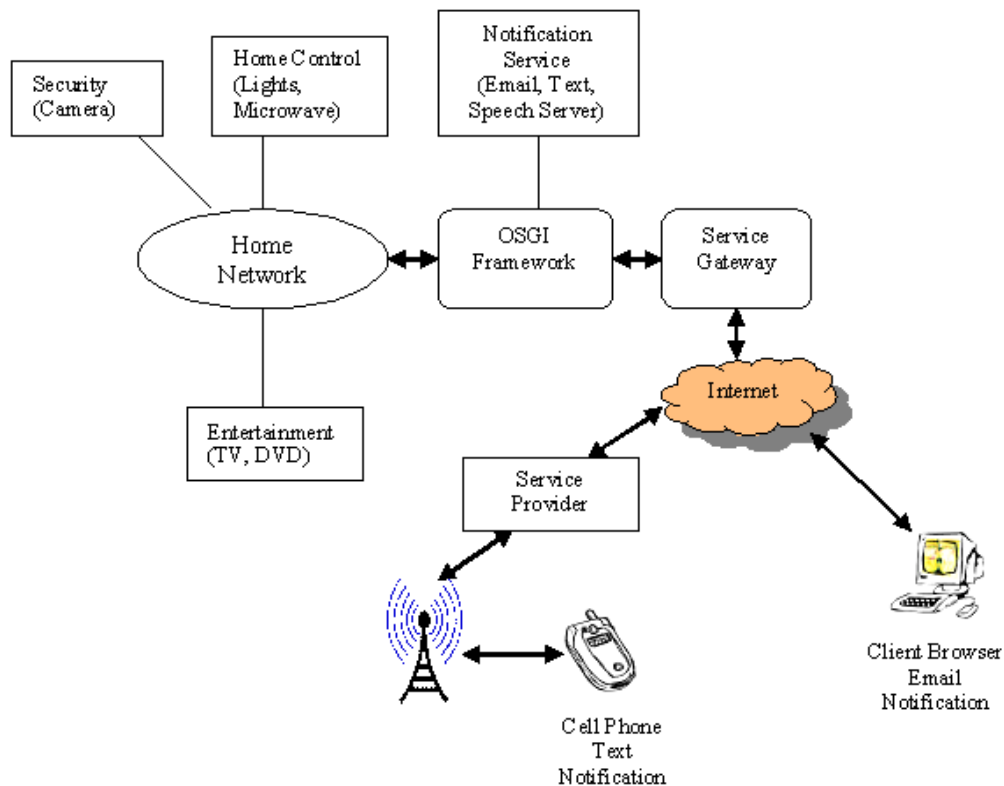 Notification
Service
(Email, Text,
Speech Server)
Home Control
(Lights,
Microwave)
Security
(Camera)
Home
Network
OSGI
Framework
Service
Gateway
Internet
Entertainment
(TV, DVD)
Service
Provider
Client Browser
Email
Notification
Cell Phone
Text
Notification